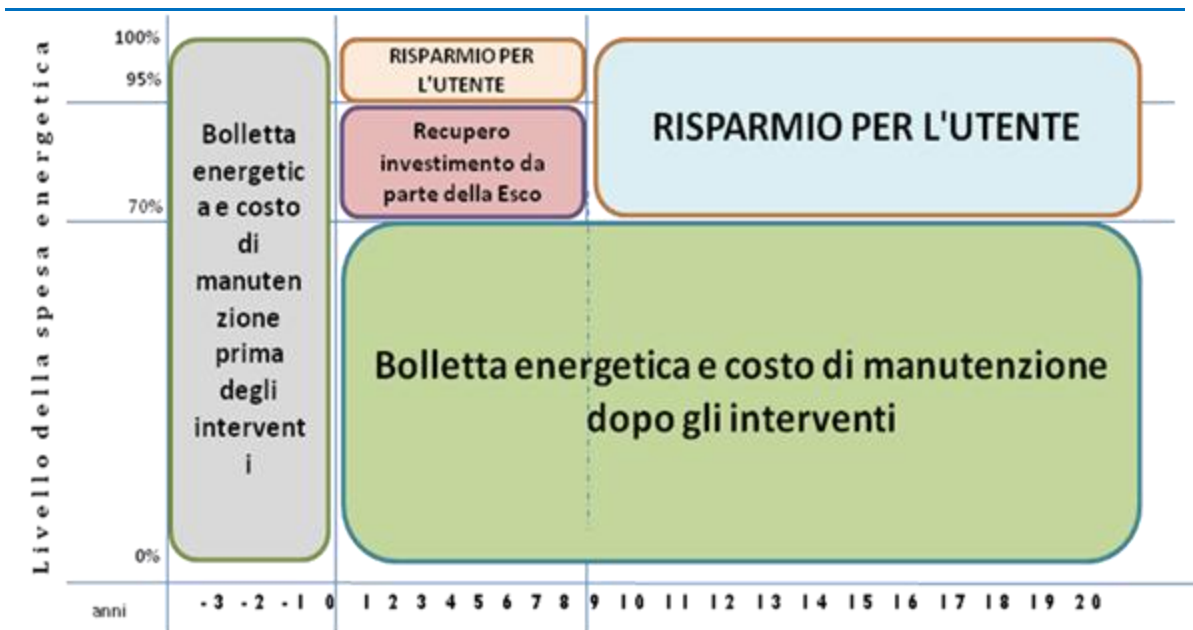 Livello della spesa energetica
100%
95%
70%
0%
Bolletta
energetic
a e costo
di
manuten
zione
prima
degli
intervent
i
RISPARMIO PER
L'UTENTE
Recupero
investimento da
parte della Esco
RISPARMIO PER L'UTENTE
Bolletta energetica e costo di manutenzione
dopo gli interventi
anni
-3 -2 -1 0 1 2 3 4 5 6 7 8 9 10 11 12 13 14 15 16 17 18 19 20